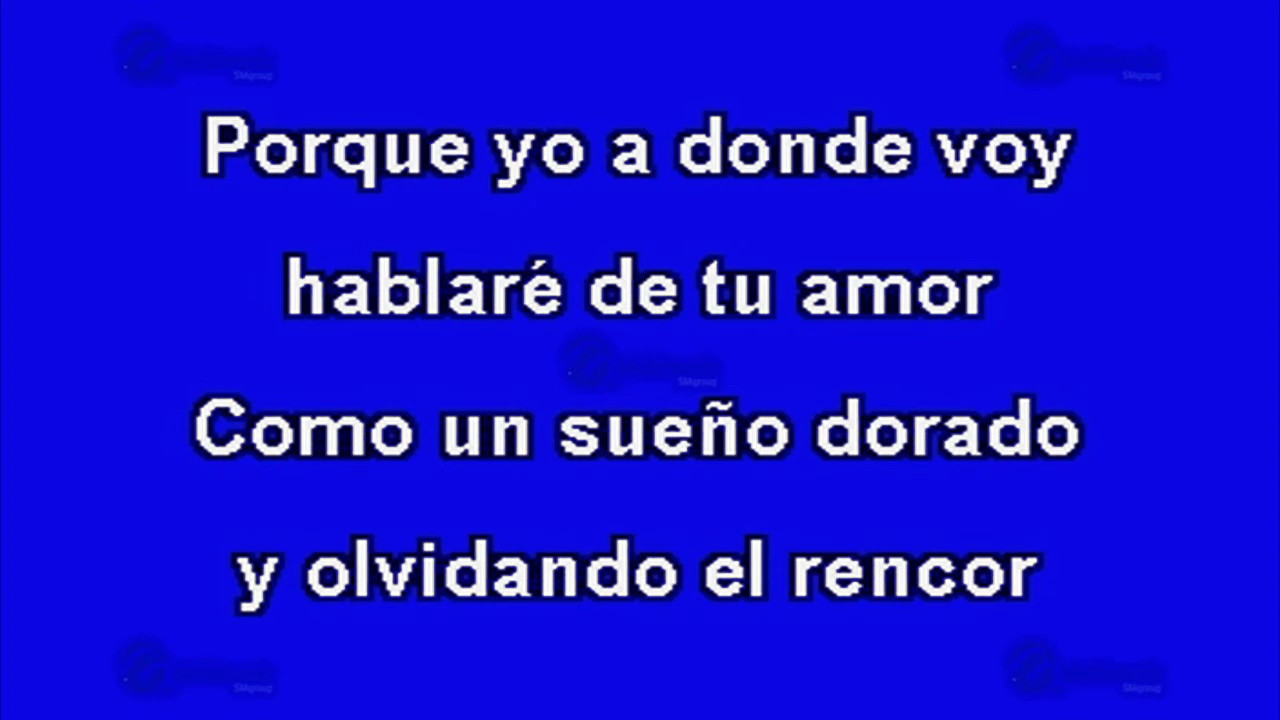 Porque yo a donde voy
hablaré de tu amor
Como un sueño dorado
y olvidando el rencor